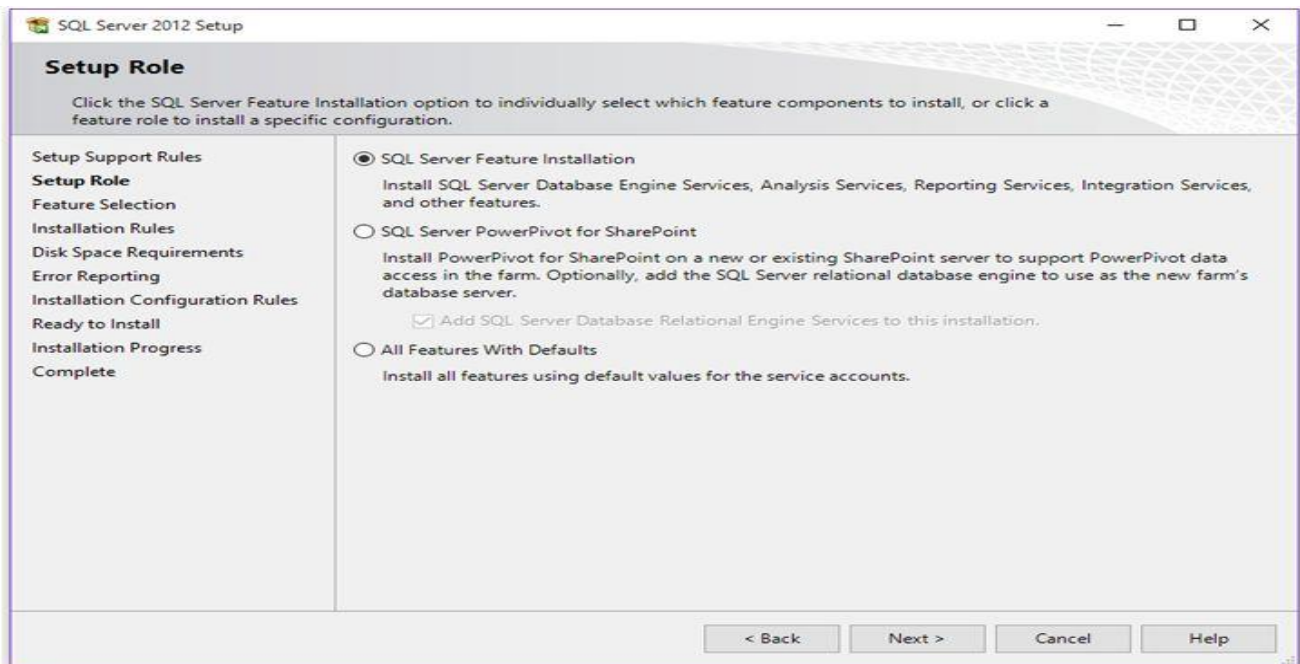 SQL Server 2012 Setup
Setup Role
Click the SQL Server Feature Installation option to individually select which feature components to install, or click a
feature role to install a specific configuration.
Setup Support Rules
Setup Role
Feature Selection
Installation Rules
Disk Space Requirements
Error Reporting
Installation Configuration Rules
Ready to Install
Installation Progress
Complete
SQL Server Feature Installation
Install SQL Server Database Engine Services, Analysis Services, Reporting Services, Integration Services,
and other features.
SQL Server PowerPivot for SharePoint
Install PowerPivot for SharePoint on a new or existing SharePoint server to support PowerPivot data
access in the farm. Optionally, add the SQL Server relational database engine to use as the new farm's
database server.
Add SQL Server Database Relational Engine Services to this installation.
All Features With Defaults
Install all features using default values for the service accounts.
< Back
Next >
Cancel
Help